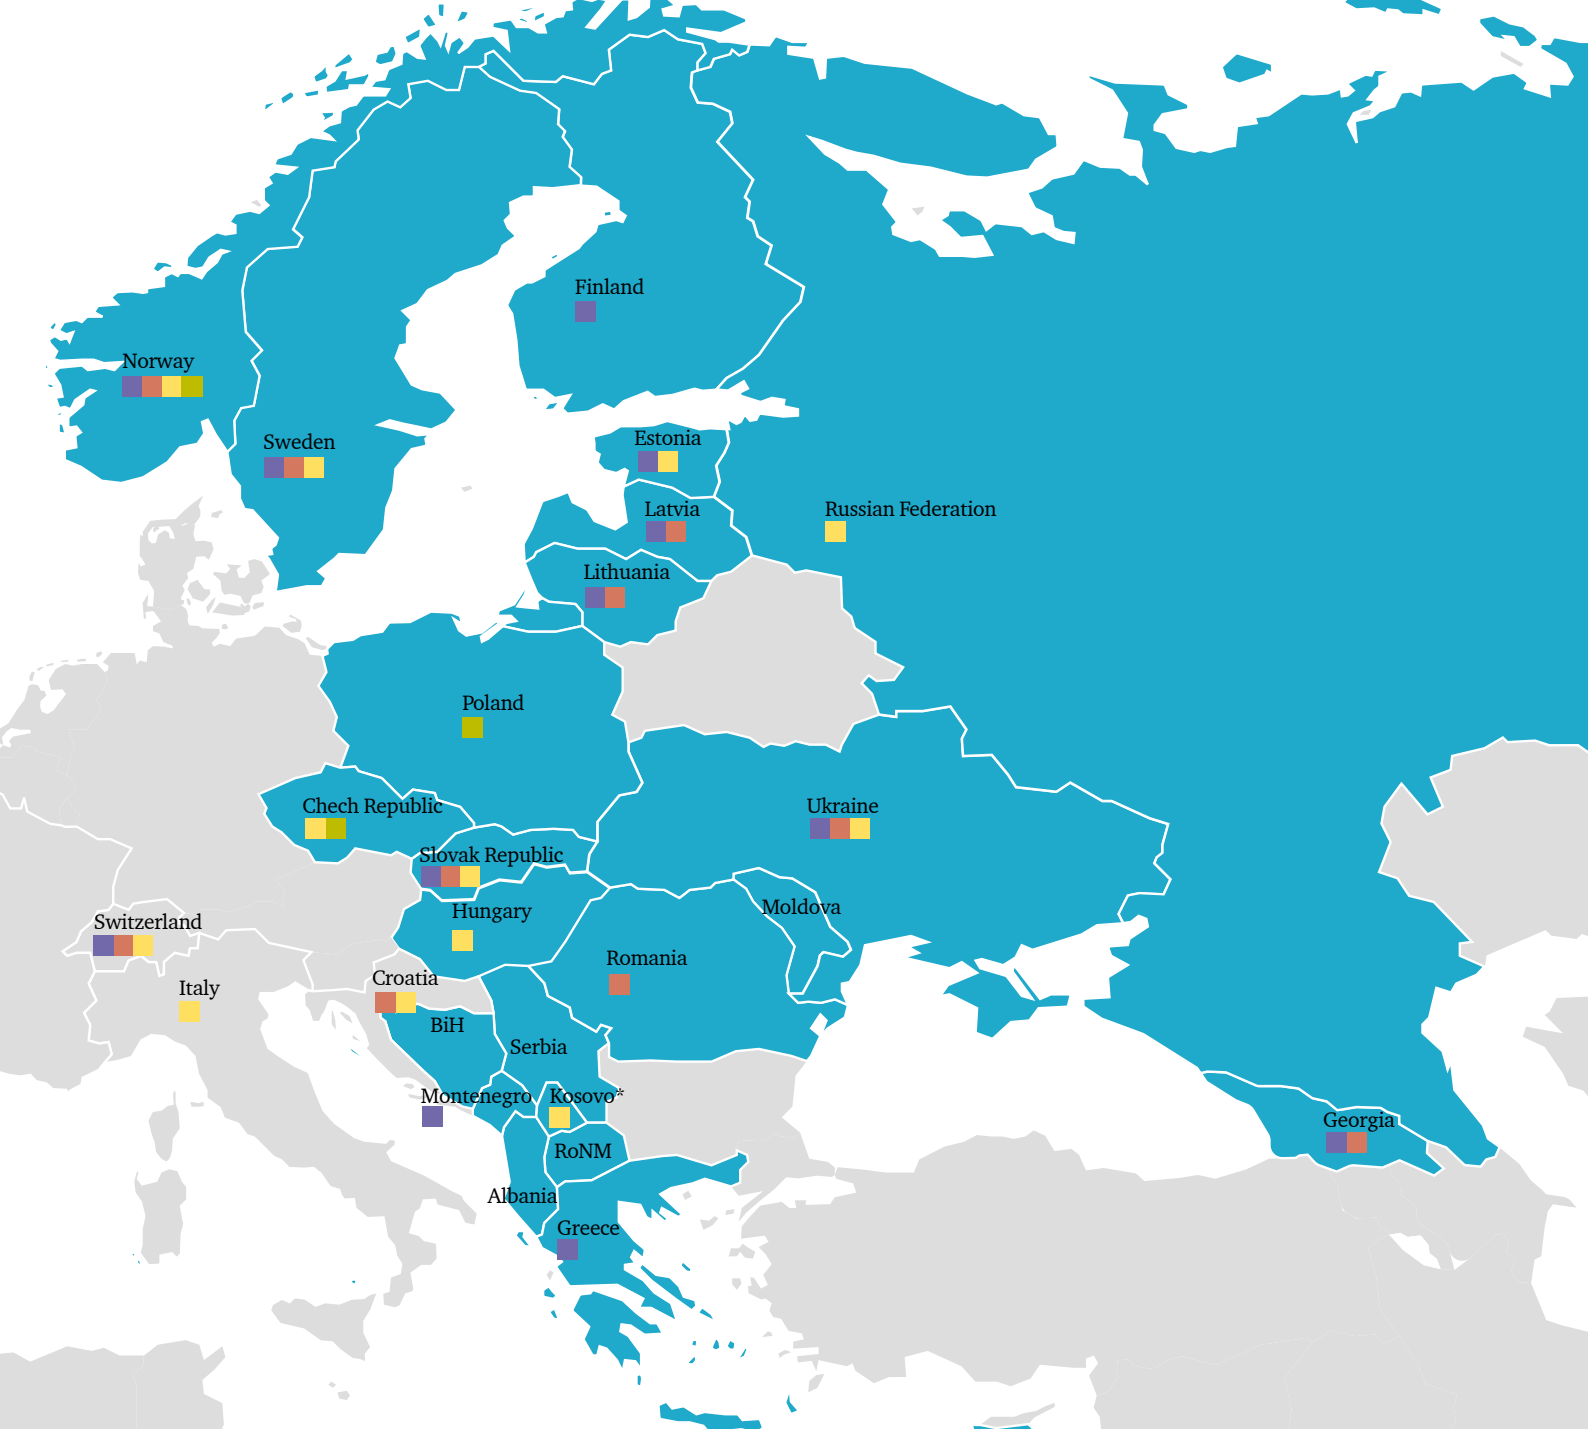 Finland
Norway
Estonia
Sweden
Latvia
Russian Federation
Lithuania
Poland
Chech Republic
Ukraine
Slovak Republic
Moldova
Hungary
Switzerland
Romania
Croatia
Italy
BiH
Serbia
Montenegro
Kosovo*
Georgia
RoNM
Albania
Greece